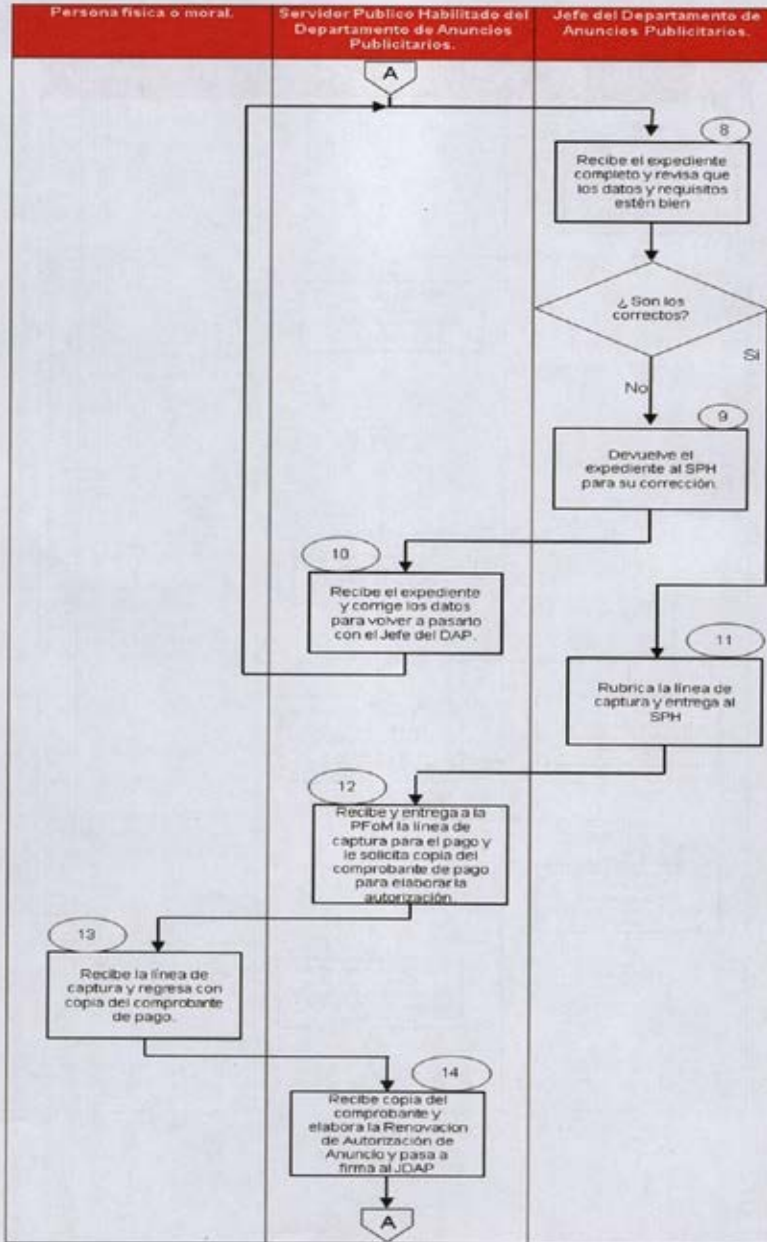 Persona física o moral.
Servidor Publico Habilitado del
Departamento de Anuncios
Publicitarios.
Jefe del Departamento de
Anuncios Publicitarios.
A
8
Recibe el expediente
completo y revisa que
los datos y requisitos
estén bien
¿ Son los
correctos?
Si
No
9
Devuelve el
expediente al SPH
para su corrección.
10
Recibe el expediente
y corrige los datos
para volver a pasarlo
con el Jefe del DAP.
11
Rubrica la línea de
captura y entrega al
SPH
12
Recibe y entrega a la
PFoM la línea de
captura para el pago y
le solicita copia del
comprobante de pago
para elaborar la
autorización.
13
Recibe la línea de
captura y regresa con
copia del comprobante
de pago.
14
Recibe copia del
comprobante y
elabora la Renovacion
de Autorización de
Anuncio y pasa a
firma al JDAP
A